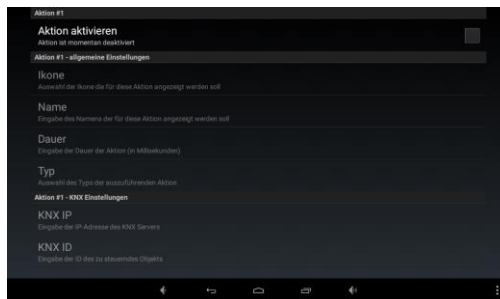 Aktion #1
Aktion aktivieren
Aktion ist momentan deaktiviert
Aktion #1 - allgemeine Einstellungen
Ikone
Auswahl der Ikone die für diese Aktion angezeigt werden soll
Name
Eingabe des Namens der für diese Aktion angezeigt werden soll
Dauer
Eingabe der Dauer der Aktion (in Millisekunden)
Typ
Auswahl des Typs der auszuführenden Aktion
Aktion #1 - KNX Einstellungen
KNX IP
Eingabe der IP-Adresse des KNX Servers
KNX ID
Eingabe der ID des zu steuernden Objekts